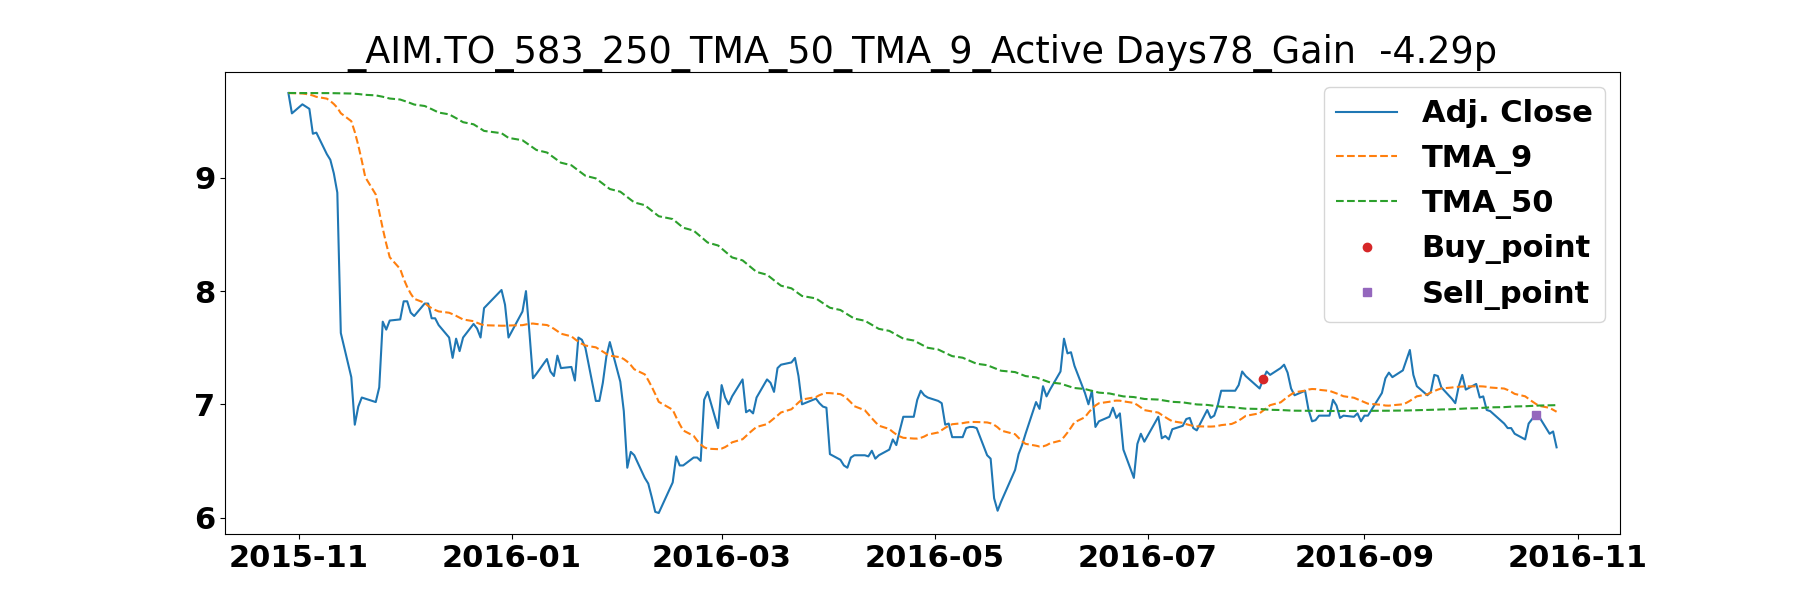 _AIM.TO_583_250_TMA_50_TMA_9_Active Days78_Gain  -4.29p
Adj. Close
TMA_9
TMA_50
Buy_point
Sell_point
9
8
7
6
2015-11
2016-01
2016-03
2016-05
2016-07
2016-09
2016-11